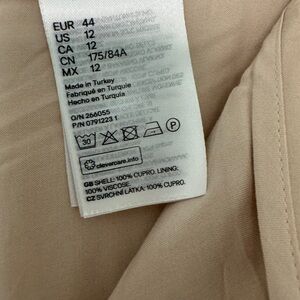 EUR 44
US 12
CA 12
CN 175/84A
MX 12
Made in Turkey
Fabriqué en Turquie
Hecho en Turquía
O/N 266055
P/N 0791223 1
30
P
clevercare.info
GB SHELL: 100% CUPRO. LINING:
100% VISCOSE.
CZ SVRCHNÍ LÁTKA: 100% CUPRO.